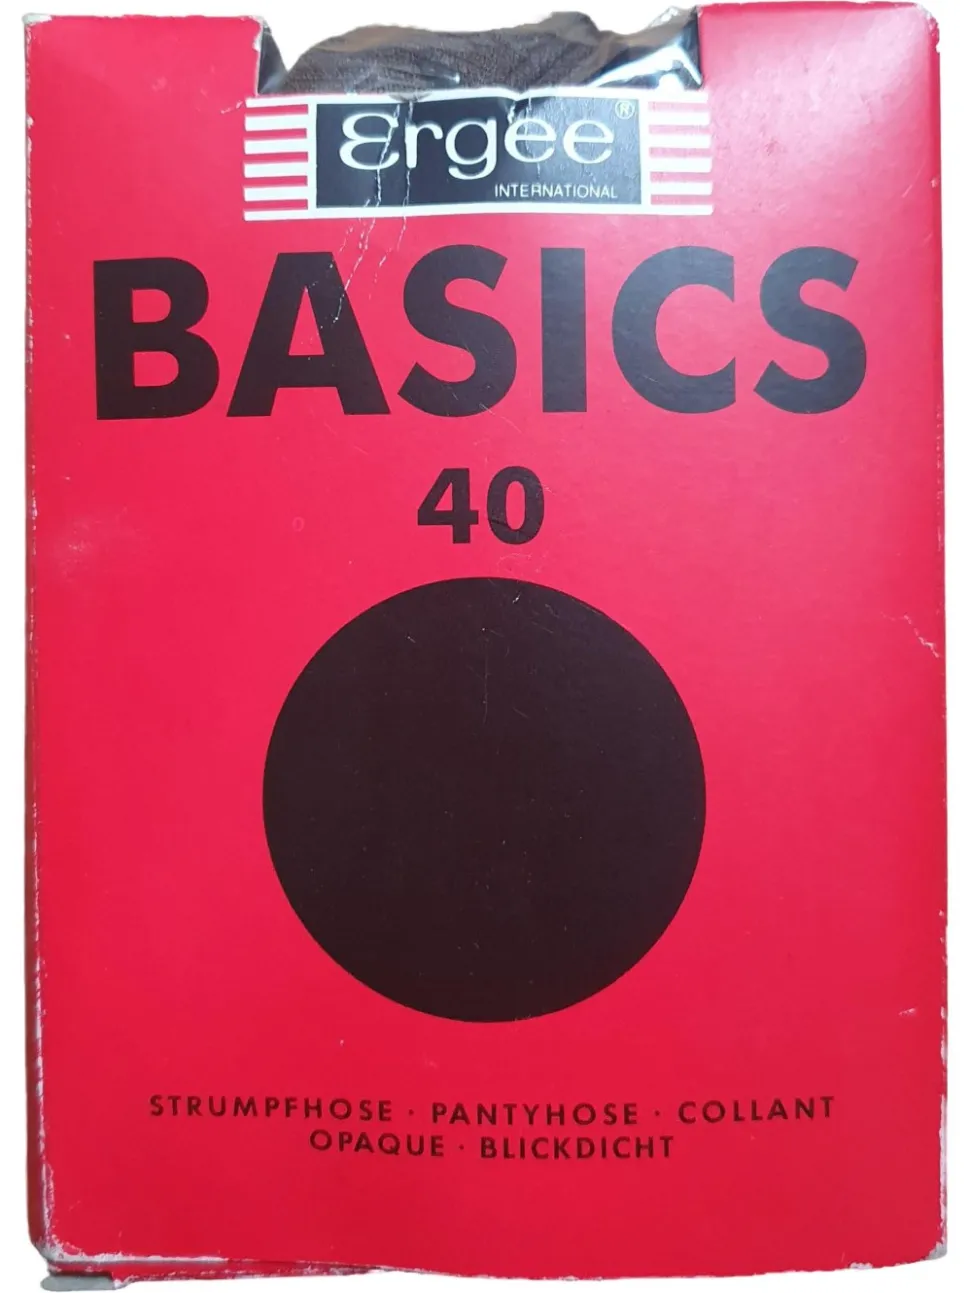 Ergee®
INTERNATIONAL
BASICS
40
STRUMPFHOSE · PANTYHOSE · COLLANT
OPAQUE · BLICKDICHT